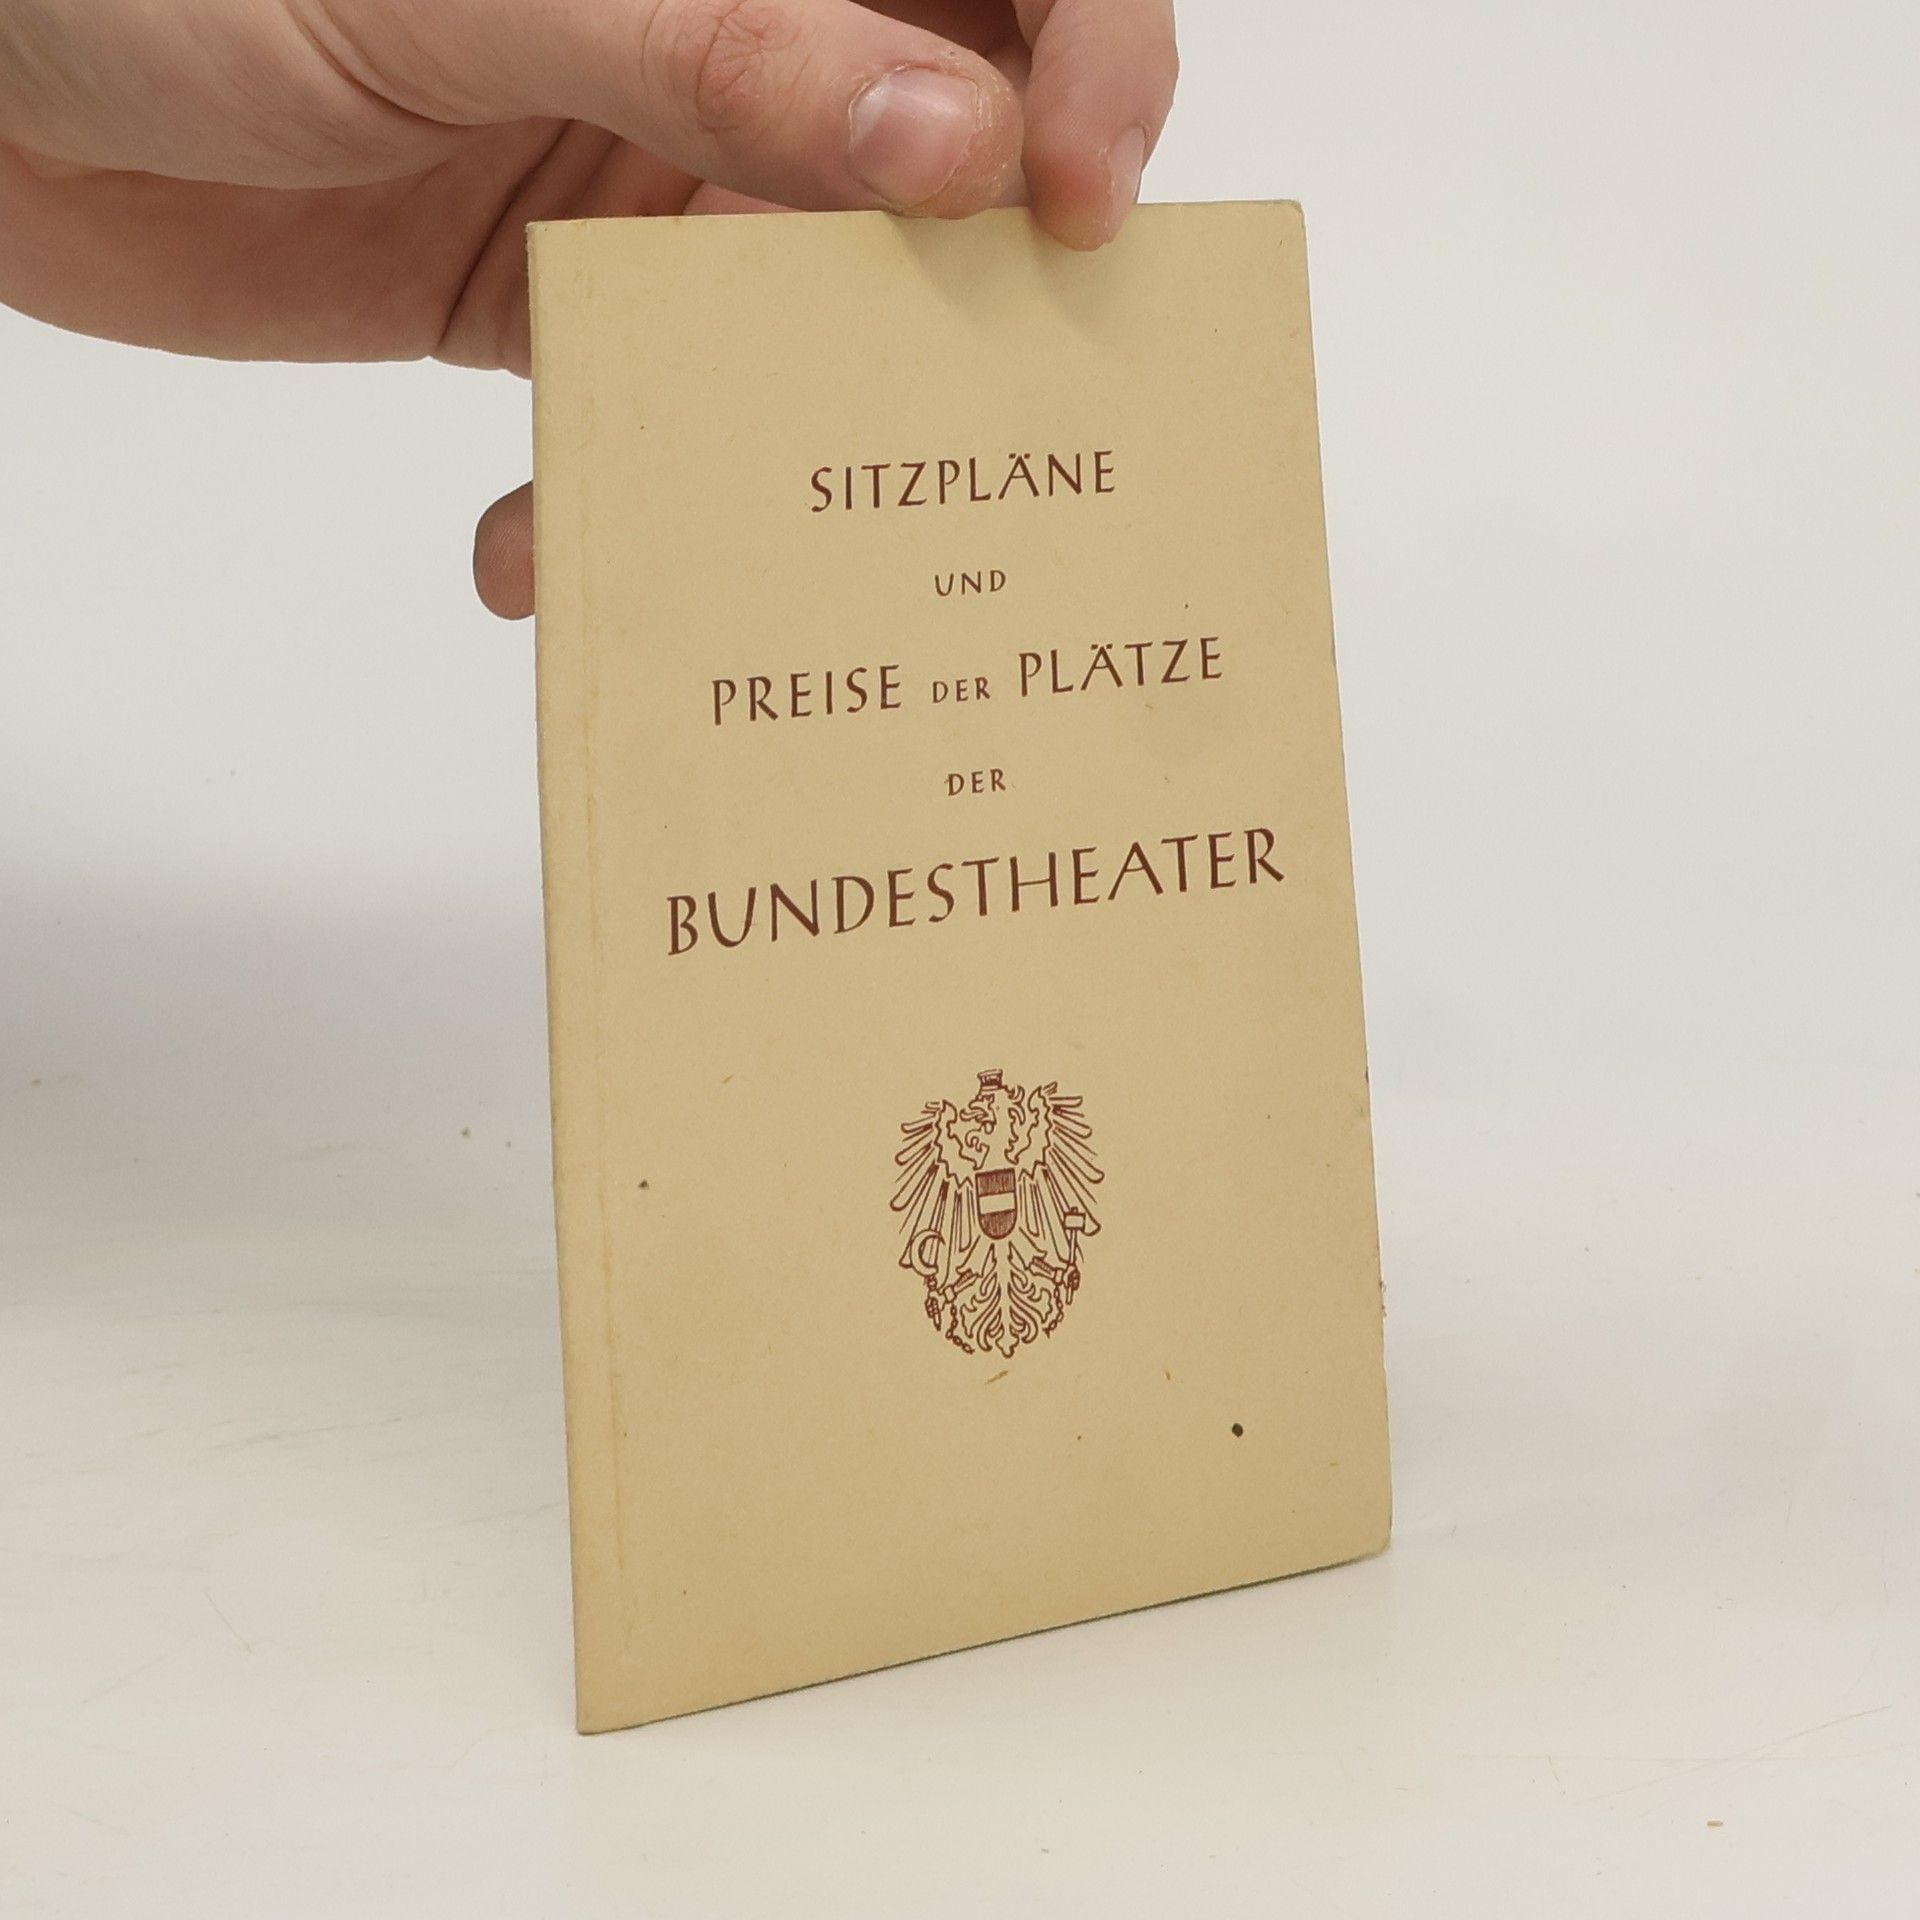 SITZPLÄNE
UND
PREISE DER PLÄTZE
DER
BUNDESTHEATER